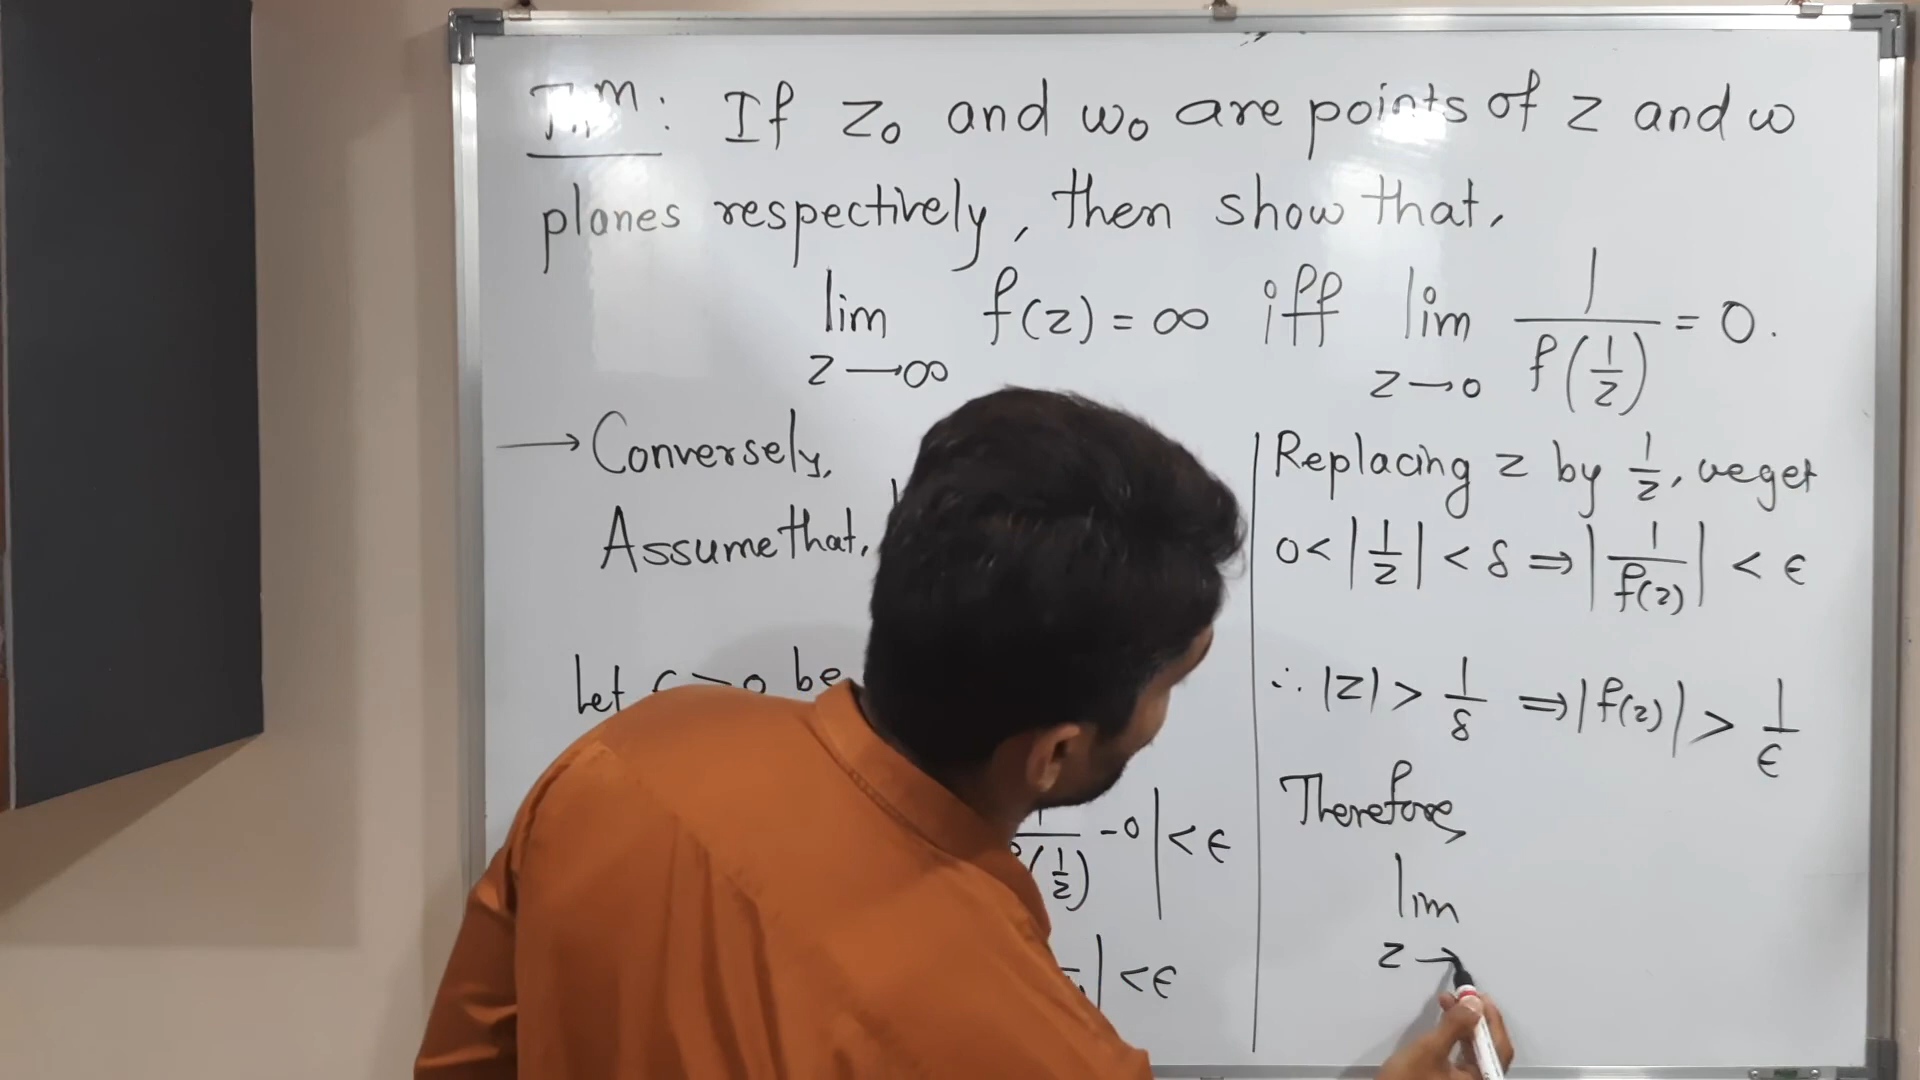 T.m: If z₀ and w₀ are points of z and w
planes respectively, then show that,
lim f(z) = ∞ iff lim 1/f(1/z) = 0.
z→∞ z→0
→ Conversely,
Assume that,
Let be
-0| < ε
(1/z)
| < ε
Replacing z by 1/z, we get
0 < |1/z| < δ ⇒ |1/f(z)| < ε
∴ |z| > 1/δ ⇒ |f(z)| > 1/ε
Therefore,
lim
z→